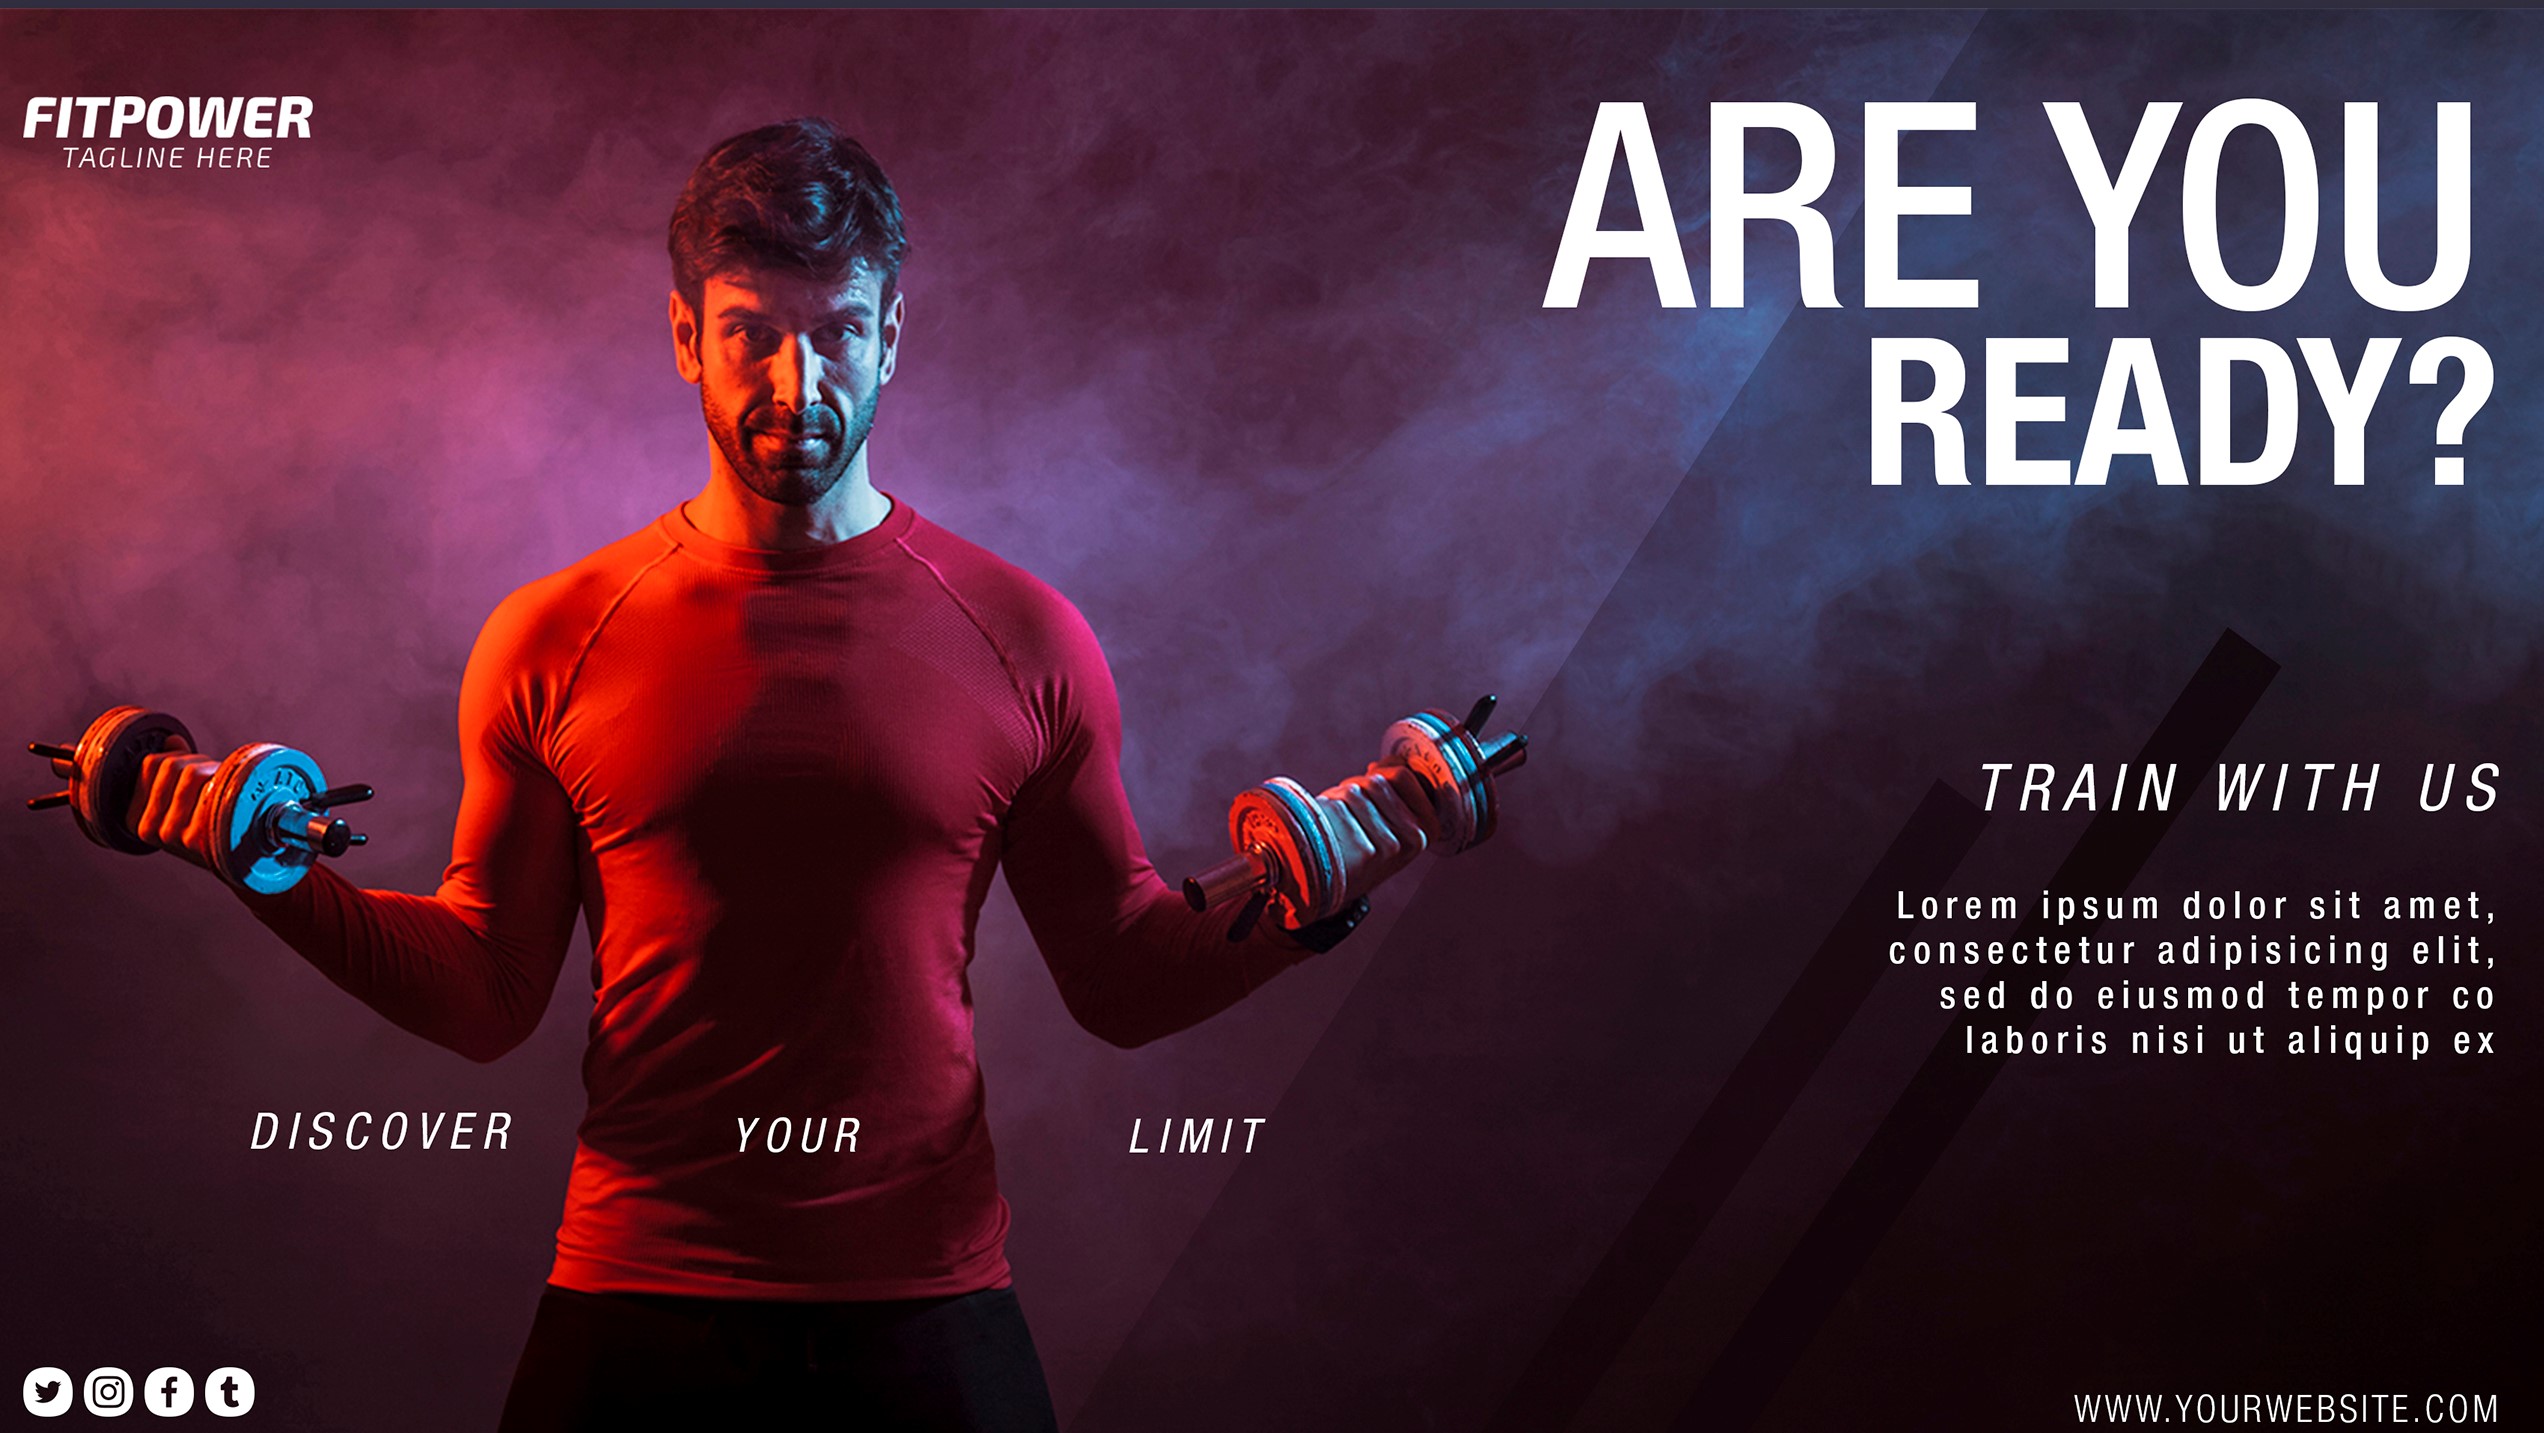 FITPOWER
TAGLINE HERE
ARE YOU
READY?
TRAIN WITH US
Lorem ipsum dolor sit amet,
consectetur adipisicing elit,
sed do eiusmod tempor co
laboris nisi ut aliquip ex
DISCOVER YOUR LIMIT
WWW.YOURWEBSITE.COM